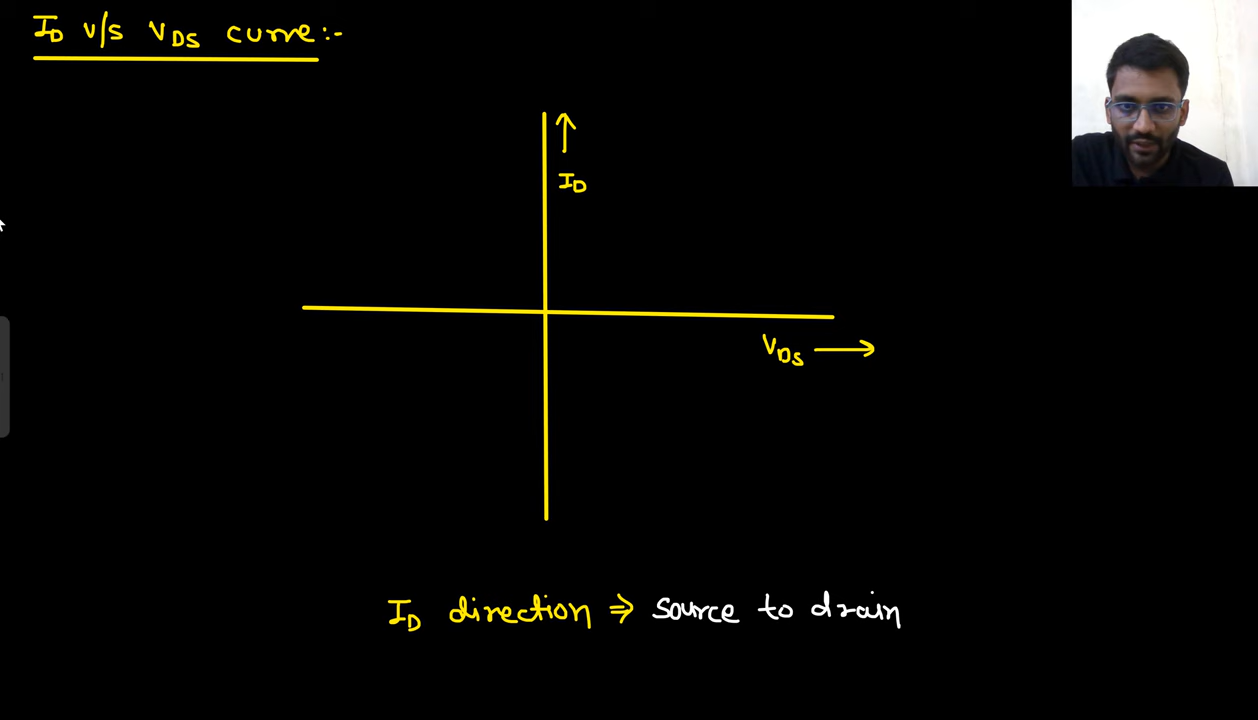 ID v/s VDS curve:-
ID
VDS
ID direction ⇒ source to drain